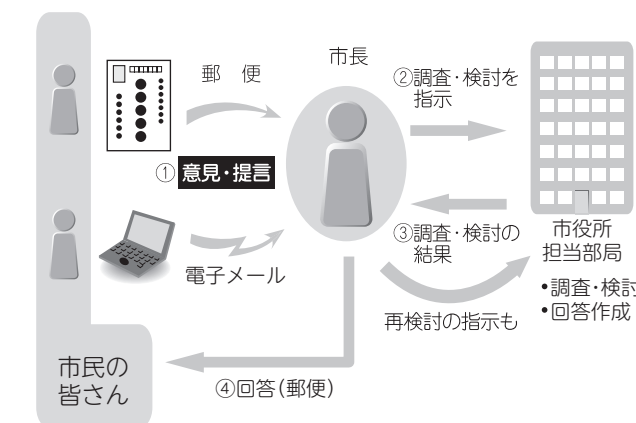 郵 便
市長
②調査・検討を
指示
① 意見・提言
③調査・検討の
結果
市役所
担当部局
・調査・検討
・回答作成
電子メール
再検討の指示も
市民の
皆さん
④回答(郵便)